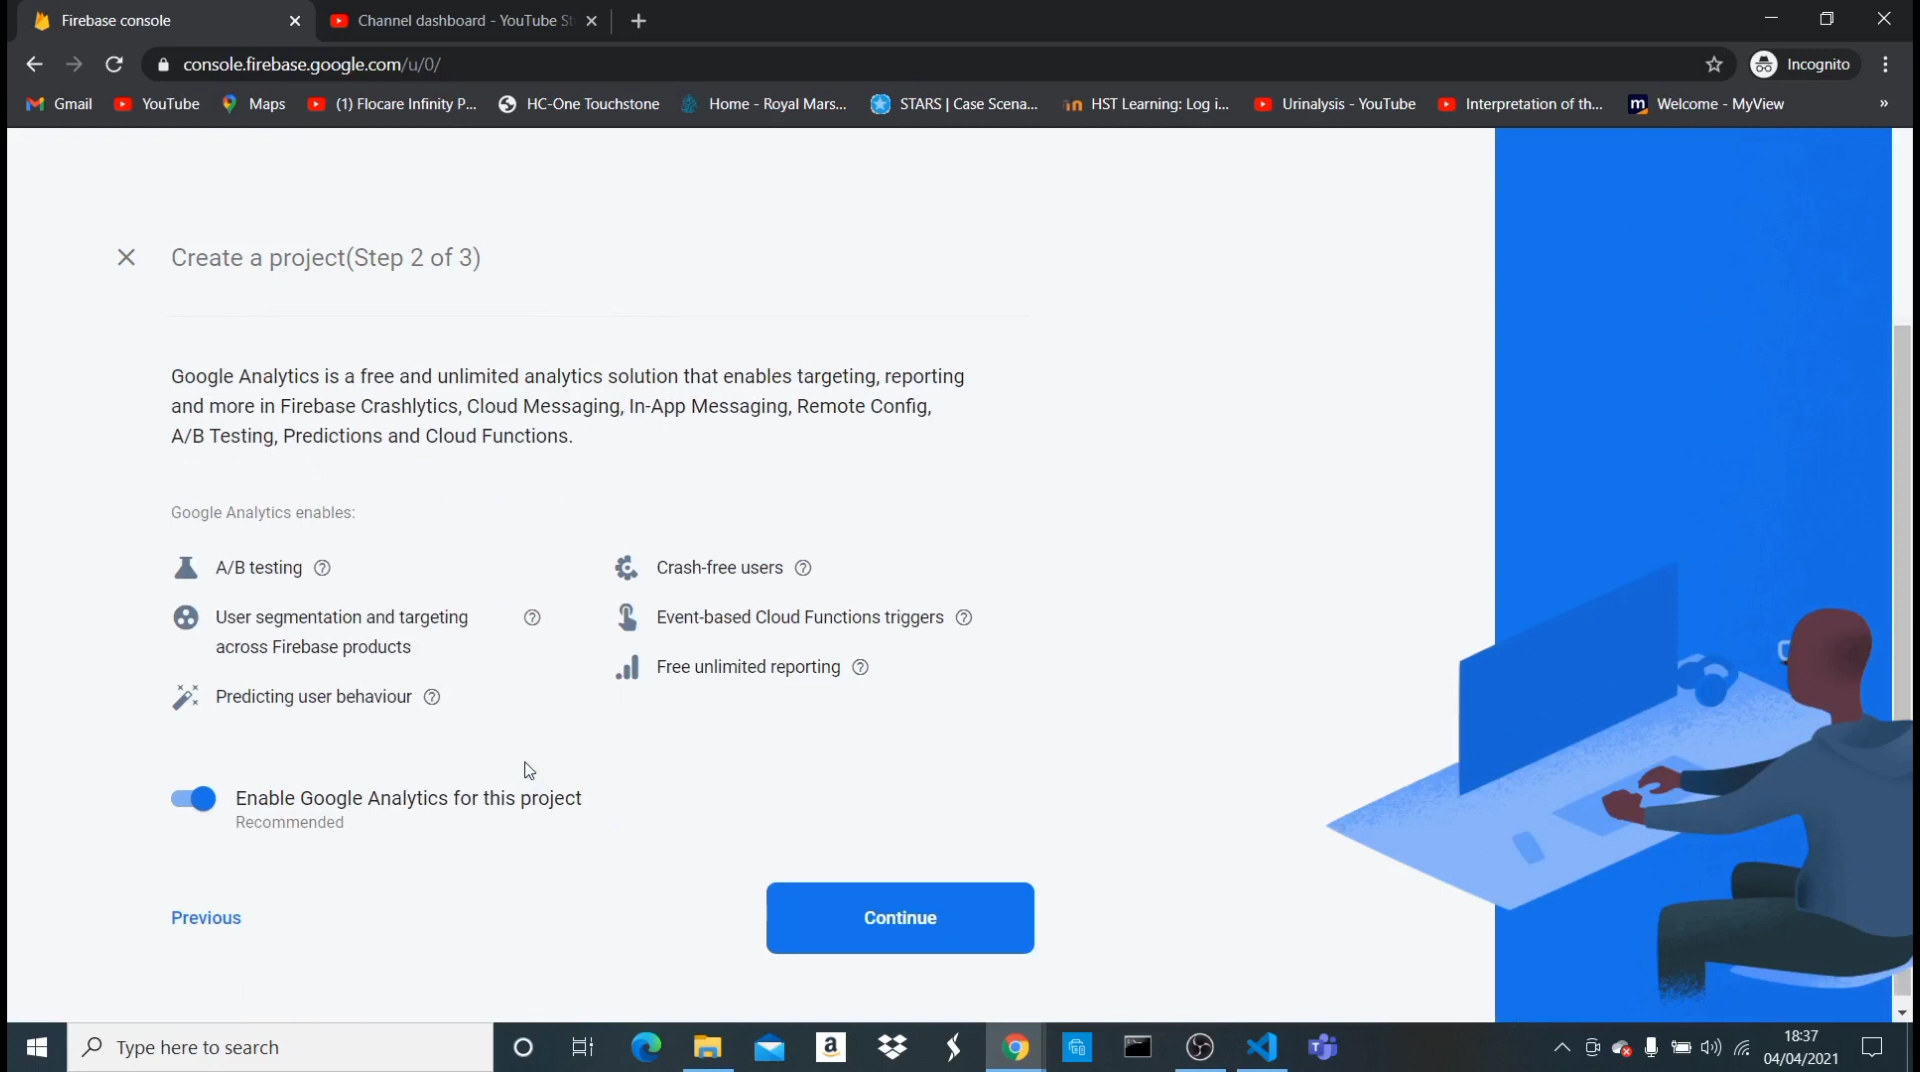 Firebase console
Channel dashboard - YouTube St
console.firebase.google.com/u/0/
Incognito
Gmail
YouTube
Maps
(1) Flocare Infinity P...
HC-One Touchstone
Home - Royal Mars...
STARS | Case Scena...
HST Learning: Log i...
Urinalysis - YouTube
Interpretation of th...
Welcome - MyView
»
Create a project(Step 2 of 3)
Google Analytics is a free and unlimited analytics solution that enables targeting, reporting
and more in Firebase Crashlytics, Cloud Messaging, In-App Messaging, Remote Config,
A/B Testing, Predictions and Cloud Functions.
Google Analytics enables:
A/B testing
User segmentation and targeting
across Firebase products
Predicting user behaviour
Crash-free users
Event-based Cloud Functions triggers
Free unlimited reporting
Enable Google Analytics for this project
Recommended
Previous
Continue
Type here to search
18:37
04/04/2021